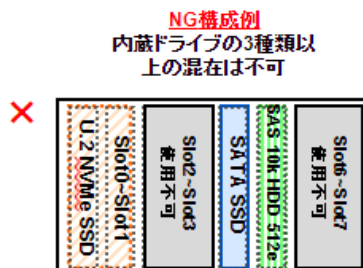 NG構成例
内蔵ドライブの3種類以
上の混在は不可
×
U.2 NVMe SSD
Slot0~Slot1
Slot2~Slot3
使用不可
SATA SSD
SAS 10k HDD 512e
Slot6~Slot7
使用不可